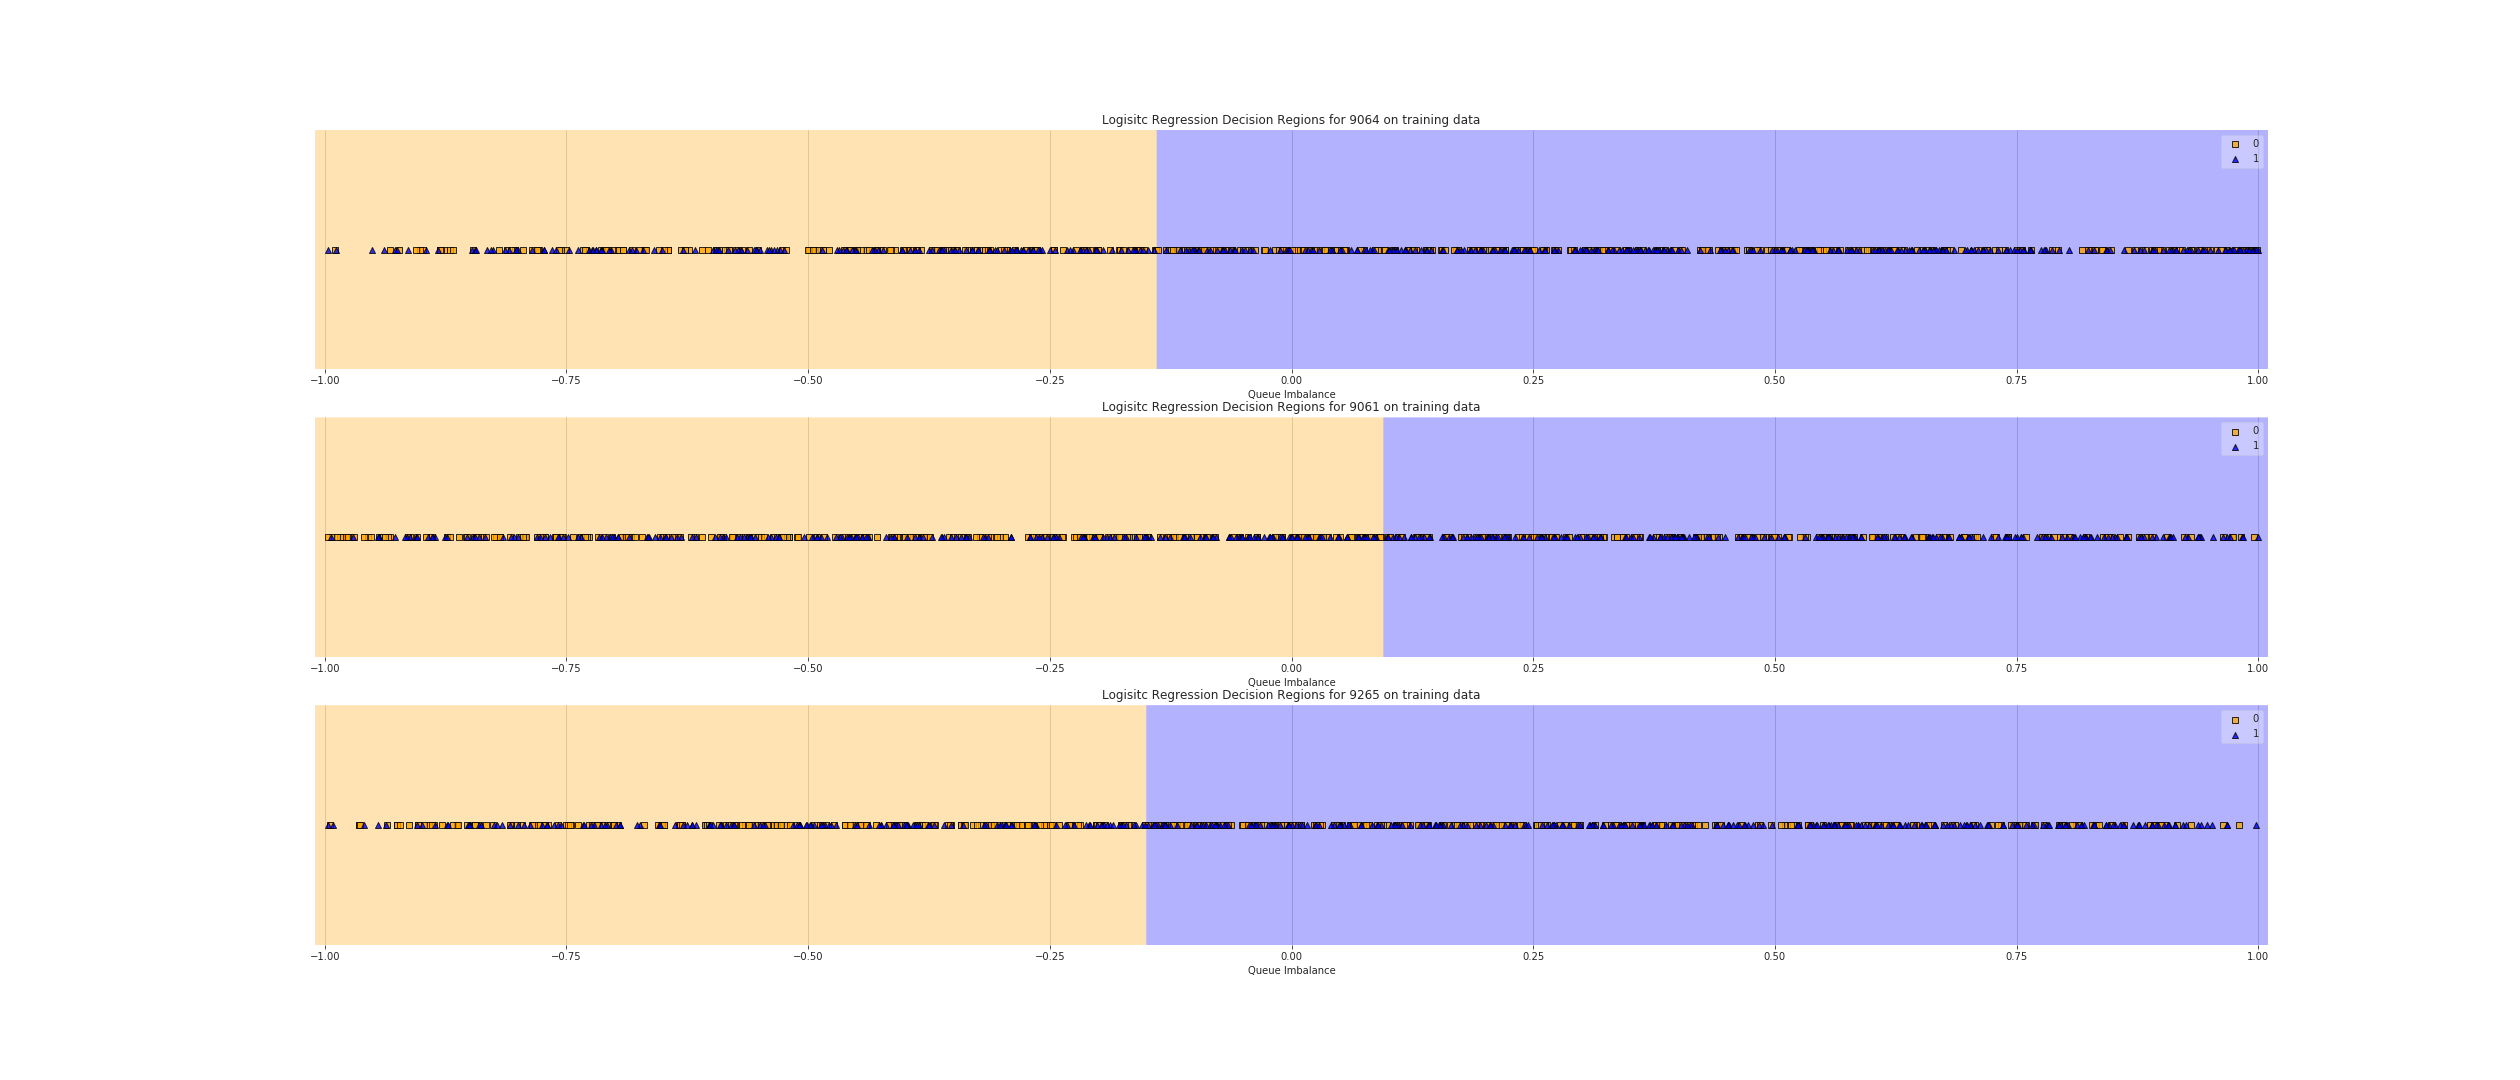 Logisitc Regression Decision Regions for 9064 on training data
0
1
−1.00 −0.75 −0.50 −0.25 0.00 0.25 0.50 0.75 1.00
Queue Imbalance
Logisitc Regression Decision Regions for 9061 on training data
0
1
−1.00 −0.75 −0.50 −0.25 0.00 0.25 0.50 0.75 1.00
Queue Imbalance
Logisitc Regression Decision Regions for 9265 on training data
0
1
−1.00 −0.75 −0.50 −0.25 0.00 0.25 0.50 0.75 1.00
Queue Imbalance